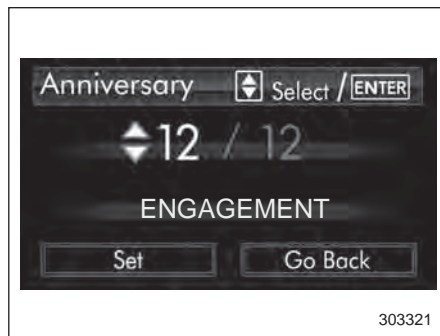 Anniversary Select / ENTER
12 / 12
ENGAGEMENT
Set Go Back
303321